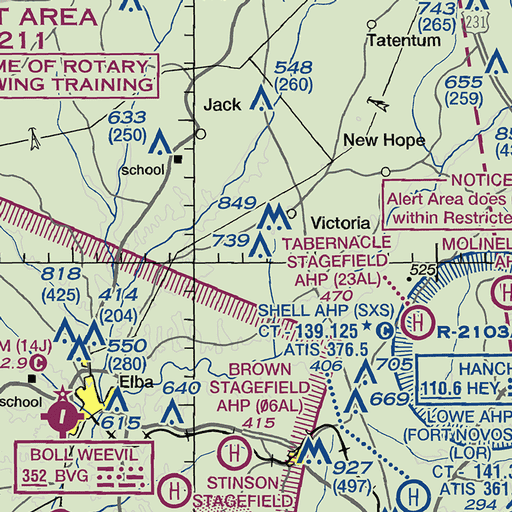 T AREA
211
ME OF ROTARY
WING TRAINING
743
(265)
231
Tatentum
548
(260)
655
(259)
Jack
633
(250)
school
New Hope
NOTICE
Alert Area does
within Restricte
849
Victoria
739
TABERNACLE
STAGEFIELD
AHP (23AL)
470
MOLINEL
525
818
(425)
414
(204)
SHELL AHP (SXS)
CT - 139.125 * C
ATIS 376.5
406
H
R-2103
M (14J)
2.9 C
550
(280)
Elba
school
640
615
BROWN
STAGEFIELD
AHP (06AL)
415
705
669
HANCH
110.6 HEY
LOWE AHP
(FORT NOVOS
(LOR)
CT - 141.3
ATIS 361
294
I
BOLL WEEVIL
352 BVG
H
H
STINSON
STAGEFIELD
927
(497)
H